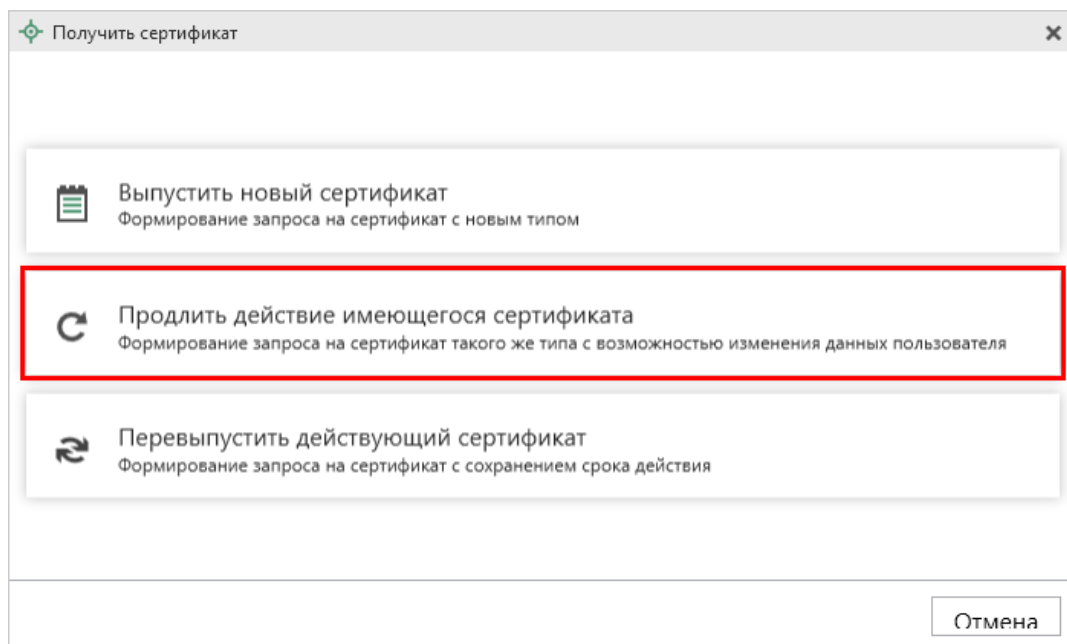 Получить сертификат
Выпустить новый сертификат
Формирование запроса на сертификат с новым типом
Продлить действие имеющегося сертификата
Формирование запроса на сертификат такого же типа с возможностью изменения данных пользователя
Перевыпустить действующий сертификат
Формирование запроса на сертификат с сохранением срока действия
Отмена